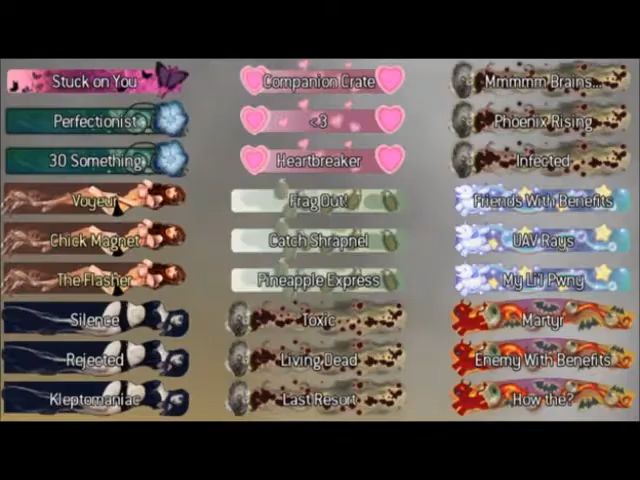 Stuck on You
Companion Crate
Mmmmm Brains...
Perfectionist
<3
Phoenix Rising
30 Something
Heartbreaker
Infected
Voyeur
Frag Out!
Friends With Benefits
Chick Magnet
Catch Shrapnel
UAV Rays
The Flasher
Pineapple Express
My Li'l Pwny
Silence
Toxic
Martyr
Rejected
Living Dead
Enemy With Benefits
Kleptomaniac
Last Resort
How the?